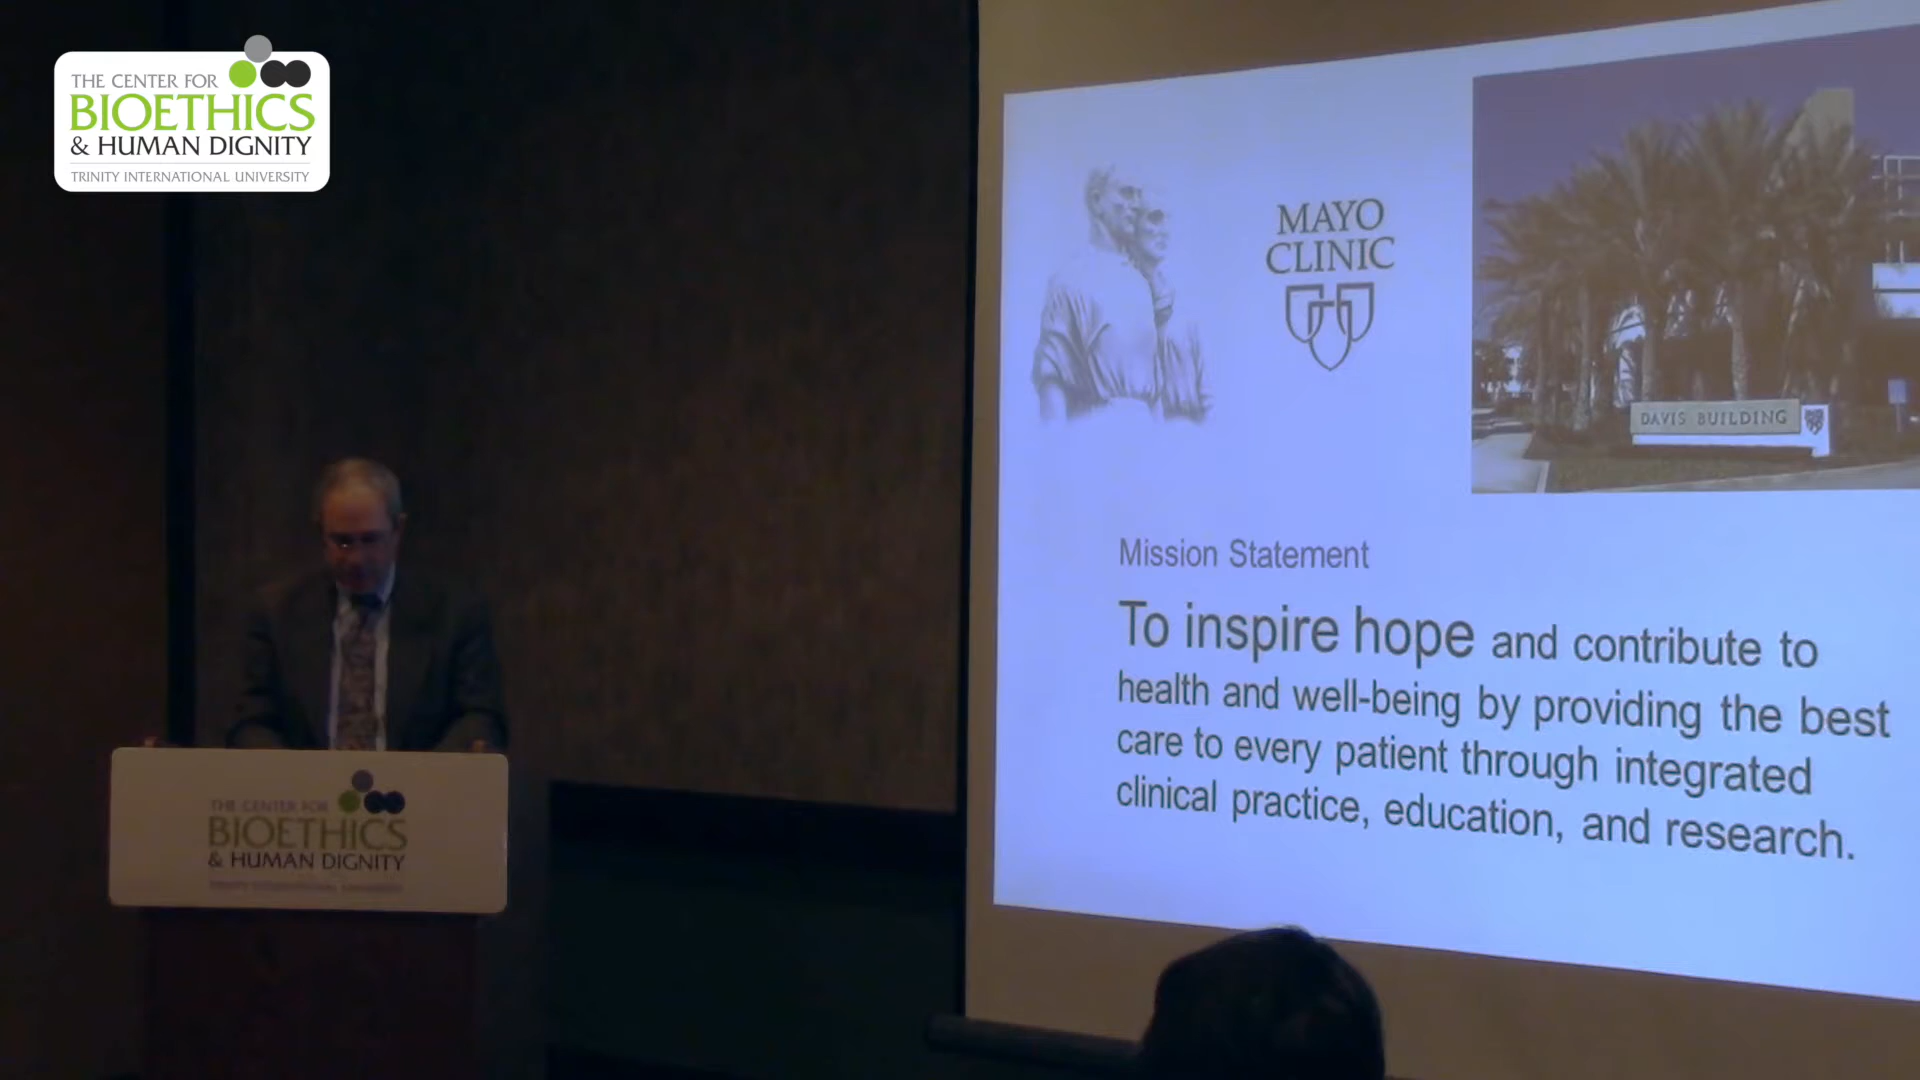 THE CENTER FOR
BIOETHICS
& HUMAN DIGNITY
TRINITY INTERNATIONAL UNIVERSITY
MAYO
CLINIC
DAVIS BUILDING
Mission Statement
To inspire hope and contribute to
health and well-being by providing the best
care to every patient through integrated
clinical practice, education, and research.
THE CENTER FOR
BIOETHICS
& HUMAN DIGNITY